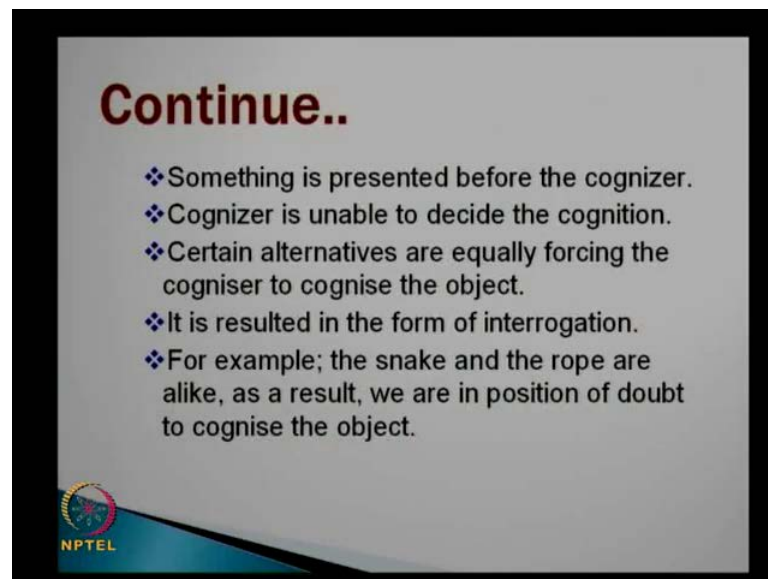 Continue..
❖Something is presented before the cognizer.
❖Cognizer is unable to decide the cognition.
❖Certain alternatives are equally forcing the
cogniser to cognise the object.
❖It is resulted in the form of interrogation.
❖For example; the snake and the rope are
alike, as a result, we are in position of doubt
to cognise the object.
NPTEL